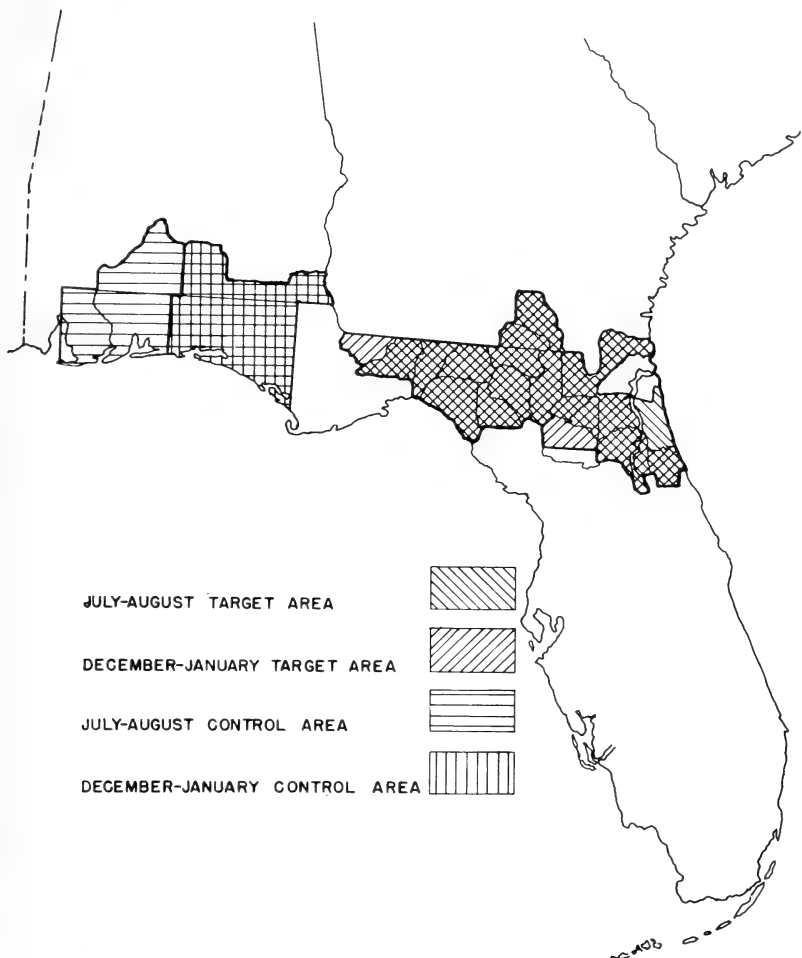 JULY-AUGUST TARGET AREA
DECEMBER-JANUARY TARGET AREA
JULY-AUGUST CONTROL AREA
DECEMBER-JANUARY CONTROL AREA